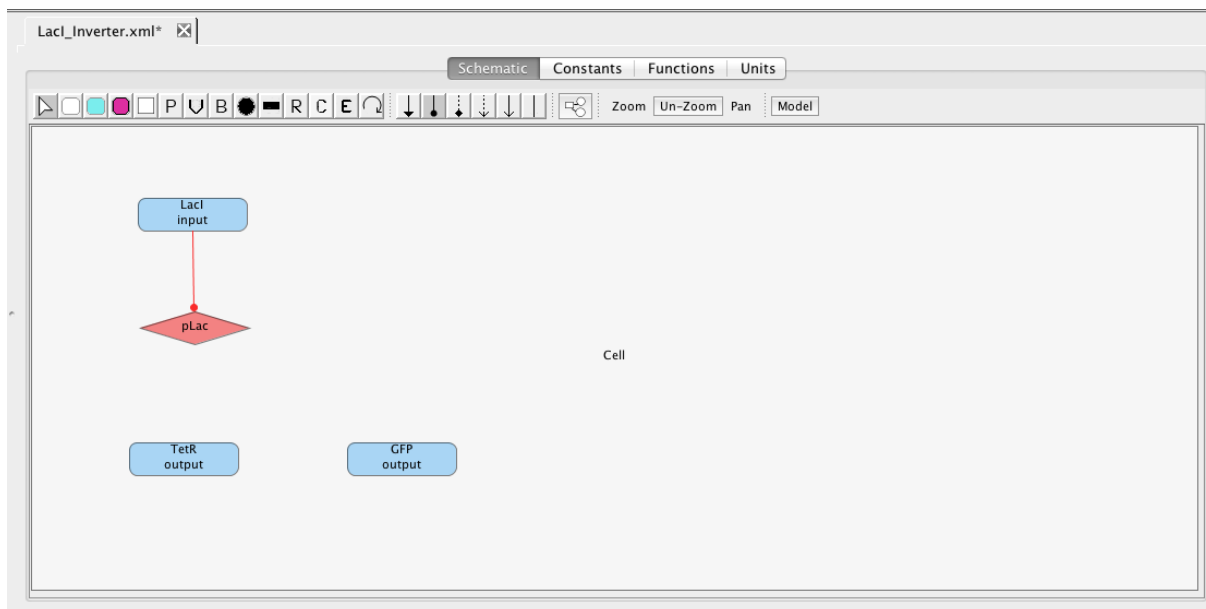 LacI_Inverter.xml*
Schematic Constants Functions Units
P V B R C E Zoom Un-Zoom Pan Model
LacI
input
pLac
Cell
TetR
output
GFP
output